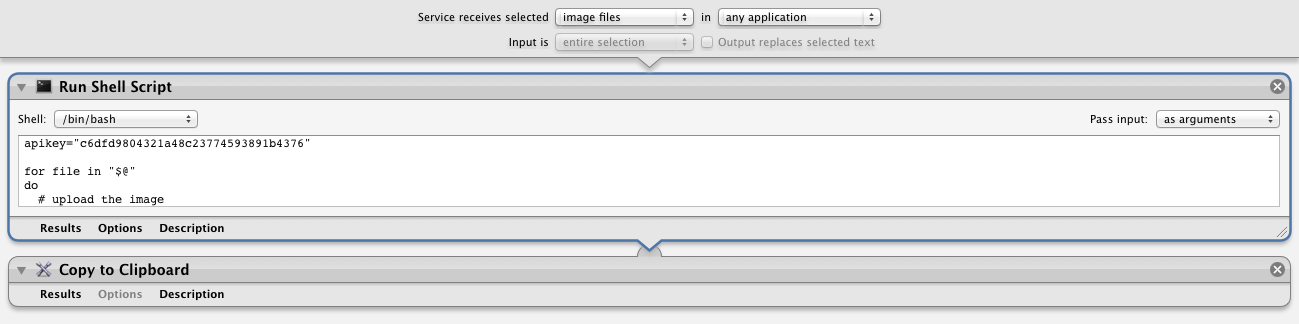 Service receives selected image files in any application
Input is entire selection Output replaces selected text
Run Shell Script
Shell: /bin/bash Pass input: as arguments
apikey="c6dfd9804321a48c23774593891b4376"
for file in "$@"
do
# upload the image
Results Options Description
Copy to Clipboard
Results Options Description